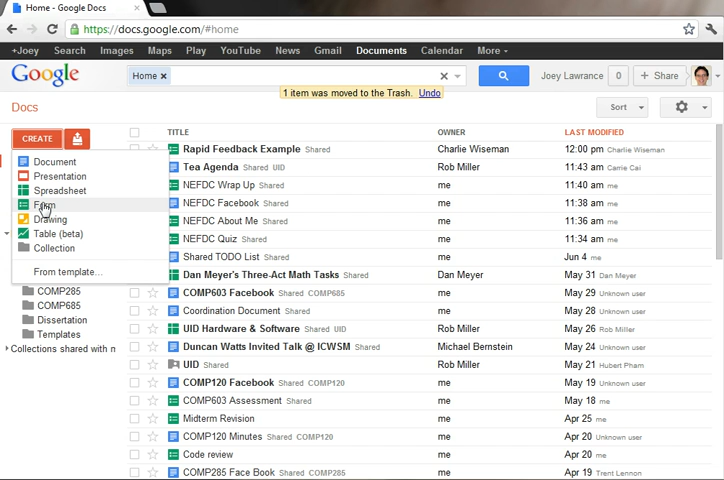 Home - Google Docs
https://docs.google.com/#home
+Joey Search Images Maps Play YouTube News Gmail Documents Calendar More
Google Home Joey Lawrance 0 + Share
1 item was moved to the Trash. Undo
Docs Sort
CREATE TITLE OWNER LAST MODIFIED
Rapid Feedback Example Shared Charlie Wiseman 12:00 pm Charlie Wiseman
Document
Tea Agenda Shared UID Rob Miller 11:43 am Carrie Cai
Presentation
NEFDC Wrap Up Shared me 11:40 am me
Spreadsheet
NEFDC Facebook Shared me 11:38 am me
Form
NEFDC About Me Shared me 11:36 am me
Drawing
NEFDC Quiz Shared me 11:34 am me
Table (beta)
Collection
Shared TODO List Shared me Jun 4 me
From template...
Dan Meyer's Three-Act Math Tasks Shared Dan Meyer May 31 Dan Meyer
COMP285
COMP603 Facebook Shared COMP685 me May 29 Unknown user
COMP685
Coordination Document Shared me May 28 Unknown user
Dissertation
UID Hardware & Software Shared UID Rob Miller May 26 Rob Miller
Templates
Collections shared with n
Duncan Watts Invited Talk @ ICWSM Shared Michael Bernstein May 24 Unknown user
UID Shared Rob Miller May 21 Hubert Pham
COMP120 Facebook Shared COMP120 me May 19 Unknown user
COMP603 Assessment Shared me May 18 me
Midterm Revision me Apr 25 me
COMP120 Minutes Shared COMP120 me Apr 20 Unknown user
Code review me Apr 20 me
COMP285 Face Book Shared COMP285 me Apr 19 Trent Lennon